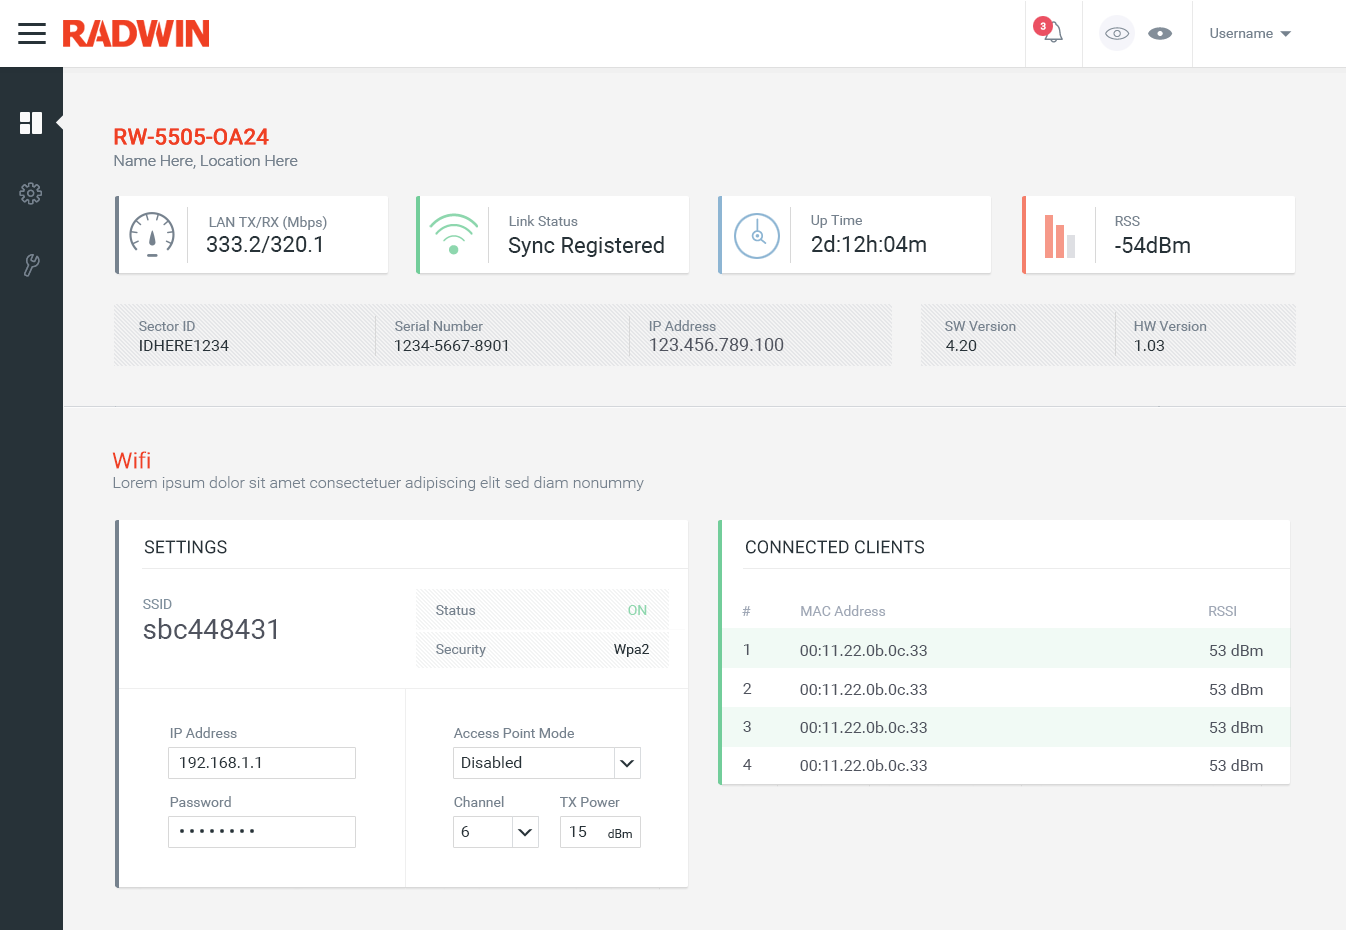 RADWIN
3
Username
RW-5505-OA24
Name Here, Location Here
LAN TX/RX (Mbps)
333.2/320.1
Link Status
Sync Registered
Up Time
2d:12h:04m
RSS
-54dBm
Sector ID
IDHERE1234
Serial Number
1234-5667-8901
IP Address
123.456.789.100
SW Version
4.20
HW Version
1.03
Wifi
Lorem ipsum dolor sit amet consectetuer adipiscing elit sed diam nonummy
SETTINGS
SSID
sbc448431
Status ON
Security Wpa2
IP Address
192.168.1.1
Password
••••••••
Access Point Mode
Disabled
Channel
6
TX Power
15 dBm
CONNECTED CLIENTS
# MAC Address RSSI
1 00:11.22.0b.0c.33 53 dBm
2 00:11.22.0b.0c.33 53 dBm
3 00:11.22.0b.0c.33 53 dBm
4 00:11.22.0b.0c.33 53 dBm